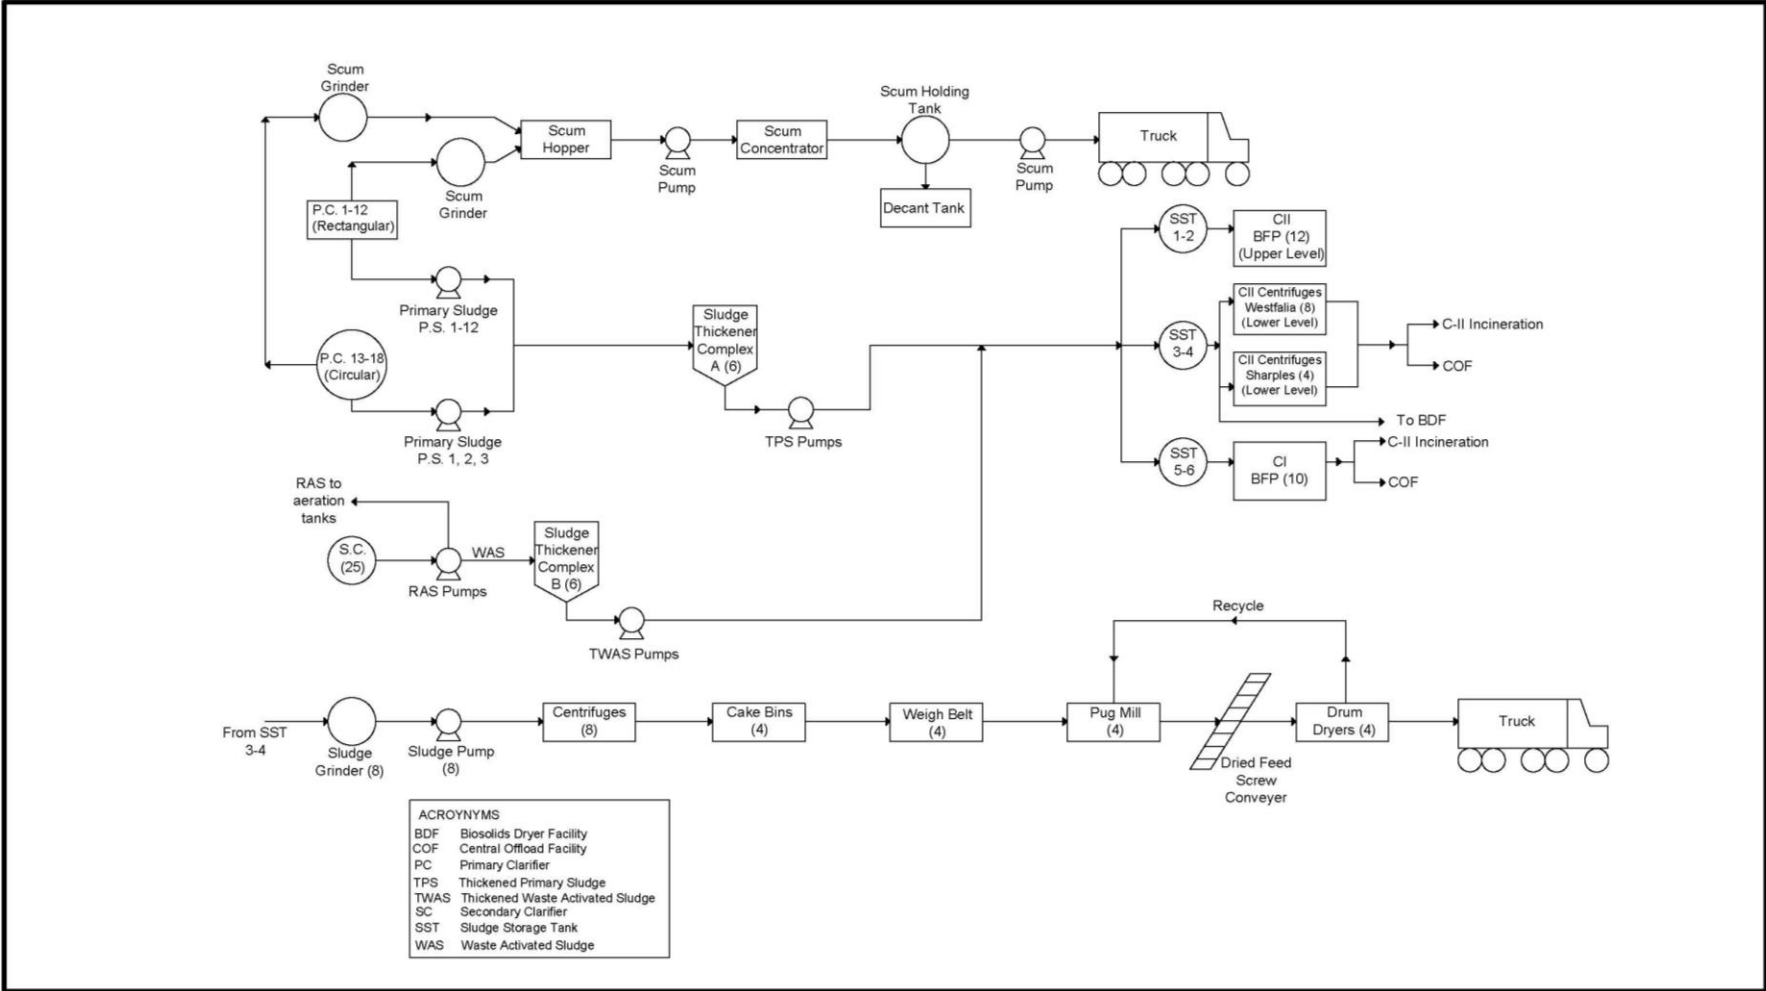 Scum
Grinder
Scum
Grinder
Scum
Hopper
Scum
Pump
Scum
Concentrator
Scum Holding
Tank
Decant Tank
Scum
Pump
Truck
P.C. 1-12
(Rectangular)
Primary Sludge
P.S. 1-12
P.C. 13-18
(Circular)
Primary Sludge
P.S. 1, 2, 3
Sludge
Thickener
Complex
A (6)
TPS Pumps
SST
1-2
CII
BFP (12)
(Upper Level)
SST
3-4
CII Centrifuges
Westfalia (8)
(Lower Level)
CII Centrifuges
Sharples (4)
(Lower Level)
C-II Incineration
COF
To BDF
SST
5-6
CI
BFP (10)
C-II Incineration
COF
RAS to
aeration
tanks
S.C.
(25)
RAS Pumps
WAS
Sludge
Thickener
Complex
B (6)
TWAS Pumps
Recycle
From SST
3-4
Sludge
Grinder (8)
Sludge Pump
(8)
Centrifuges
(8)
Cake Bins
(4)
Weigh Belt
(4)
Pug Mill
(4)
Dried Feed
Screw
Conveyer
Drum
Dryers (4)
Truck
ACROYNYMS
BDF Biosolids Dryer Facility
COF Central Offload Facility
PC Primary Clarifier
TPS Thickened Primary Sludge
TWAS Thickened Waste Activated Sludge
SC Secondary Clarifier
SST Sludge Storage Tank
WAS Waste Activated Sludge